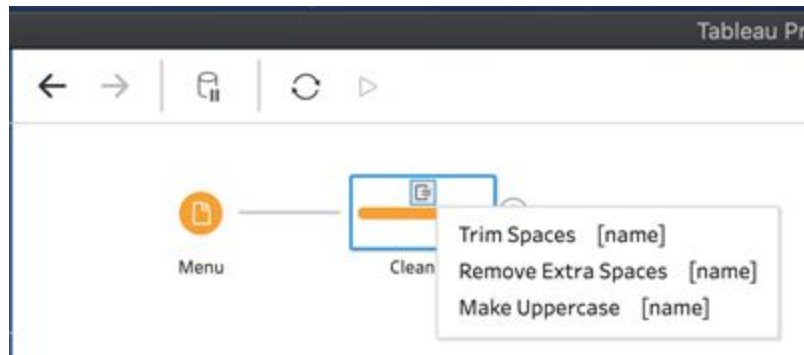 Tableau Pr
Menu
Clean
Trim Spaces [name]
Remove Extra Spaces [name]
Make Uppercase [name]